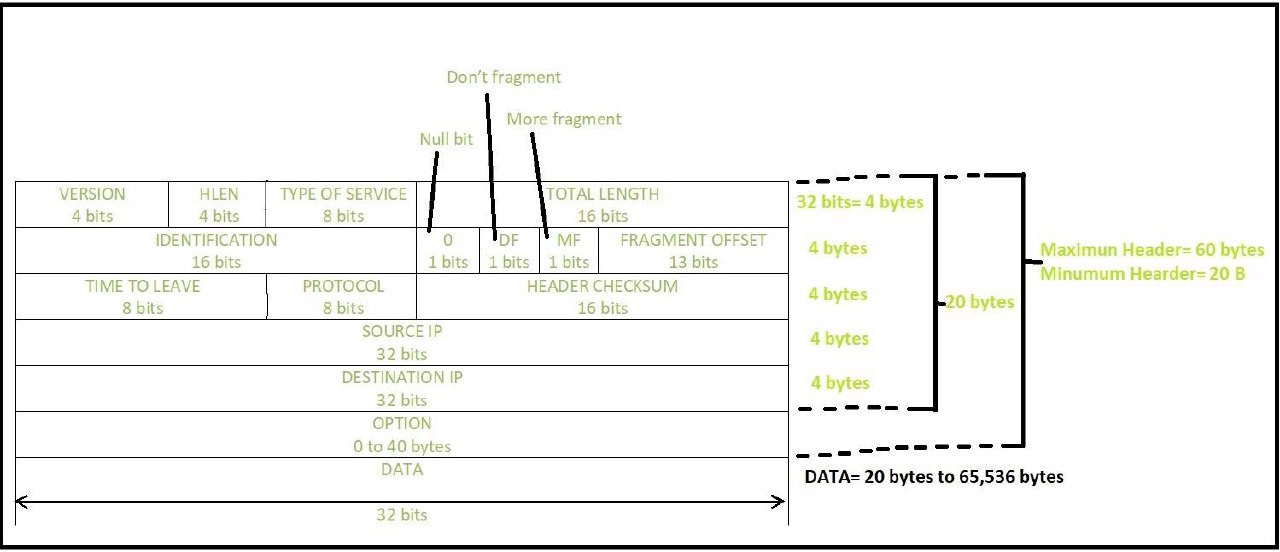 Don't fragment
More fragment
Null bit
VERSION
4 bits
HLEN
4 bits
TYPE OF SERVICE
8 bits
TOTAL LENGTH
16 bits
32 bits= 4 bytes
IDENTIFICATION
16 bits
0
1 bits
DF
1 bits
MF
1 bits
FRAGMENT OFFSET
13 bits
4 bytes
TIME TO LEAVE
8 bits
PROTOCOL
8 bits
HEADER CHECKSUM
16 bits
4 bytes
SOURCE IP
32 bits
4 bytes
DESTINATION IP
32 bits
4 bytes
20 bytes
Maximun Header= 60 bytes
Minumum Hearder= 20 B
OPTION
0 to 40 bytes
DATA
32 bits
DATA= 20 bytes to 65,536 bytes